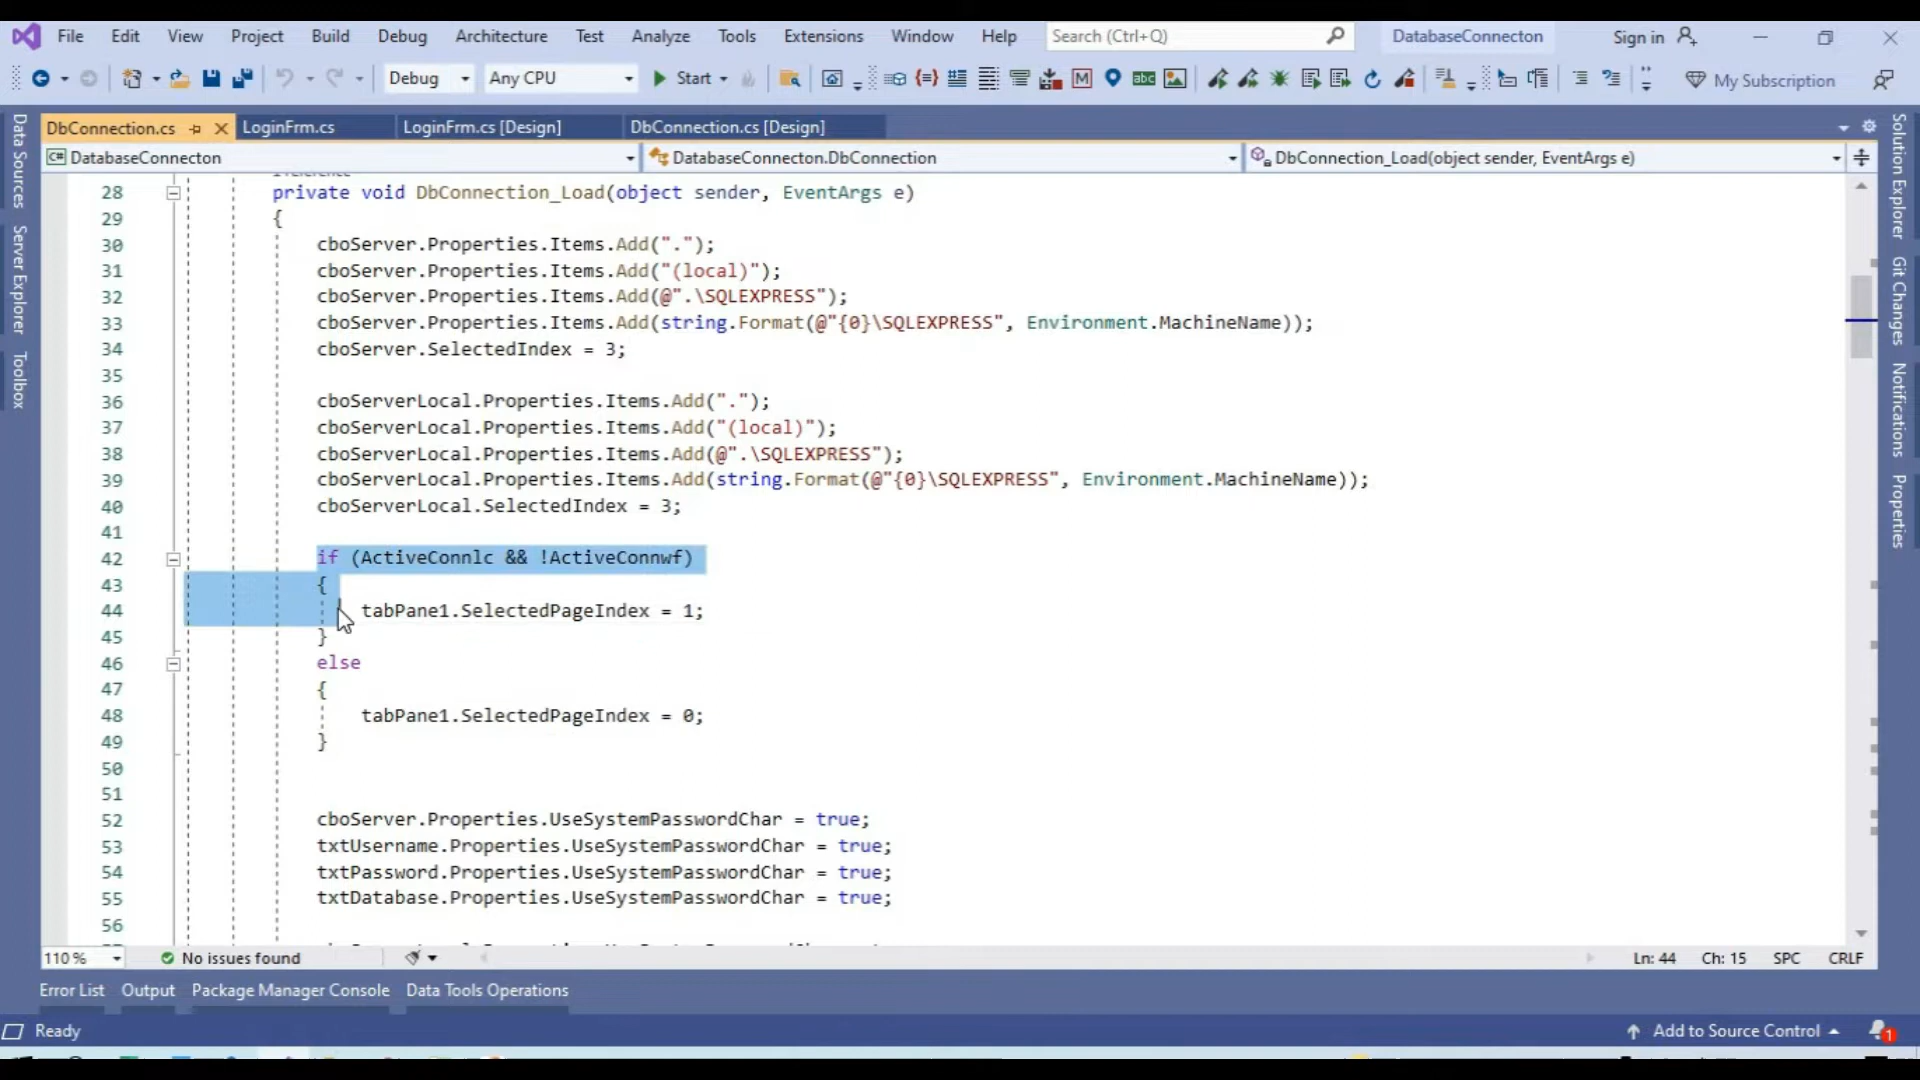 File Edit View Project Build Debug Architecture Test Analyze Tools Extensions Window Help Search (Ctrl+Q) DatabaseConnecton Sign in
Debug Any CPU Start My Subscription
DbConnection.cs LoginFrm.cs LoginFrm.cs [Design] DbConnection.cs [Design]
DatabaseConnecton DatabaseConnecton.DbConnection DbConnection_Load(object sender, EventArgs e)
Data Sources
Server Explorer
Toolbox
28 private void DbConnection_Load(object sender, EventArgs e)
29 {
30 cboServer.Properties.Items.Add(".");
31 cboServer.Properties.Items.Add("(local)");
32 cboServer.Properties.Items.Add(@".\SQLEXPRESS");
33 cboServer.Properties.Items.Add(string.Format(@"{0}\SQLEXPRESS", Environment.MachineName));
34 cboServer.SelectedIndex = 3;
35
36 cboServerLocal.Properties.Items.Add(".");
37 cboServerLocal.Properties.Items.Add("(local)");
38 cboServerLocal.Properties.Items.Add(@".\SQLEXPRESS");
39 cboServerLocal.Properties.Items.Add(string.Format(@"{0}\SQLEXPRESS", Environment.MachineName));
40 cboServerLocal.SelectedIndex = 3;
41
42 if (ActiveConnlc && !ActiveConnwf)
43 {
44 tabPane1.SelectedPageIndex = 1;
45 }
46 else
47 {
48 tabPane1.SelectedPageIndex = 0;
49 }
50
51
52 cboServer.Properties.UseSystemPasswordChar = true;
53 txtUsername.Properties.UseSystemPasswordChar = true;
54 txtPassword.Properties.UseSystemPasswordChar = true;
55 txtDatabase.Properties.UseSystemPasswordChar = true;
56
Solution Explorer
Git Changes
Notifications
Properties
110 % No issues found Ln: 44 Ch: 15 SPC CRLF
Error List Output Package Manager Console Data Tools Operations
Ready Add to Source Control 1